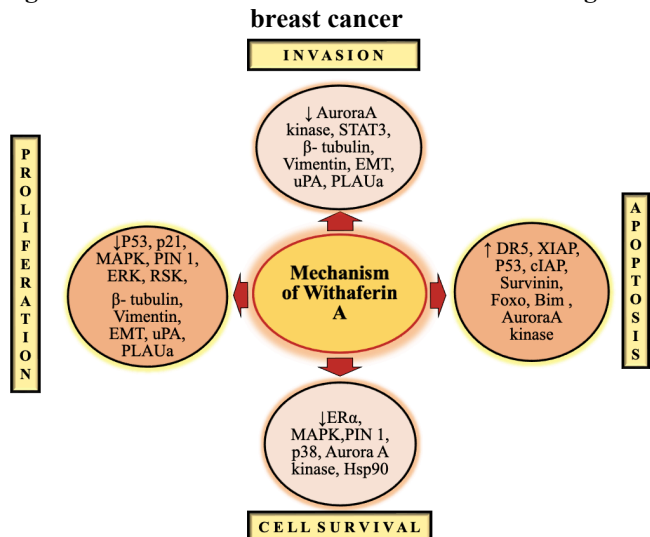 breast cancer
INVASION
↓ AuroraA
kinase, STAT3,
β- tubulin,
Vimentin, EMT,
uPA, PLAUa
PROLIFERATION
↓P53, p21,
MAPK, PIN 1,
ERK, RSK,
β- tubulin,
Vimentin,
EMT, uPA,
PLAUa
Mechanism
of Withaferin
A
↑ DR5, XIAP,
P53, cIAP,
Survinin,
Foxo, Bim ,
AuroraA
kinase
APOPTOSIS
↓ERα,
MAPK,PIN 1,
p38, Aurora A
kinase, Hsp90
CELL SURVIVAL